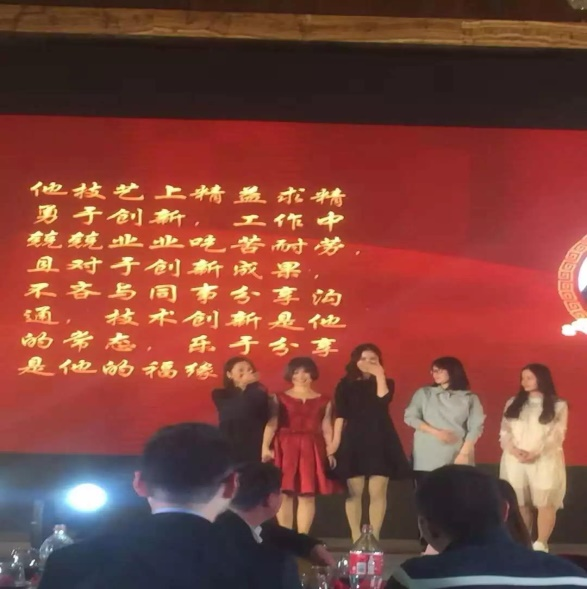 他技艺上精益求精
勇于创新，工作中
兢兢业业吃苦耐劳，
且对于创新成果，
不吝与同事分享沟
通，技术创新是他
的常态，乐于分享
是他的福缘